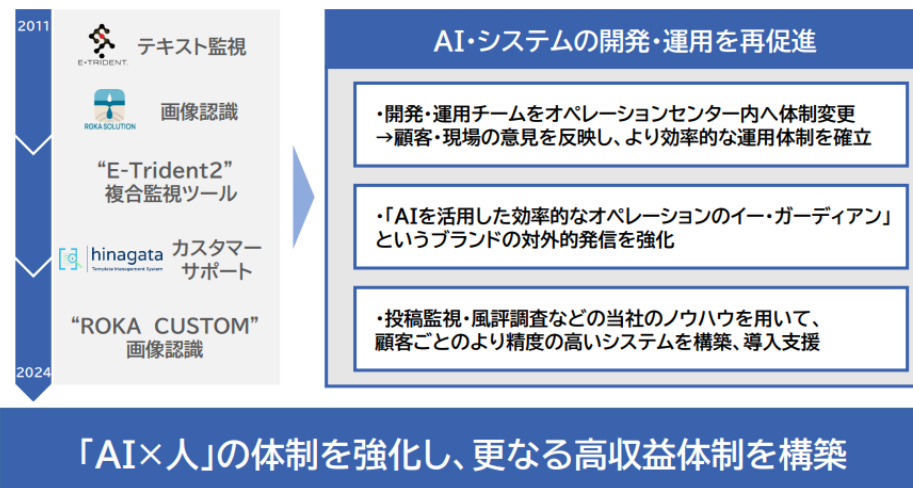 2011
E-TRIDENT.
テキスト監視
ROKA SOLUTION
画像認識
“E-Trident2”
複合監視ツール
hinagata
Template Management System
カスタマー
サポート
“ROKA CUSTOM”
画像認識
2024
AI・システムの開発・運用を再促進
・開発・運用チームをオペレーションセンター内へ体制変更
→顧客・現場の意見を反映し、より効率的な運用体制を確立
・「AIを活用した効率的なオペレーションのイー・ガーディアン」
というブランドの対外的発信を強化
・投稿監視・風評調査などの当社のノウハウを用いて、
顧客ごとのより精度の高いシステムを構築、導入支援
「AI×人」の体制を強化し、更なる高収益体制を構築